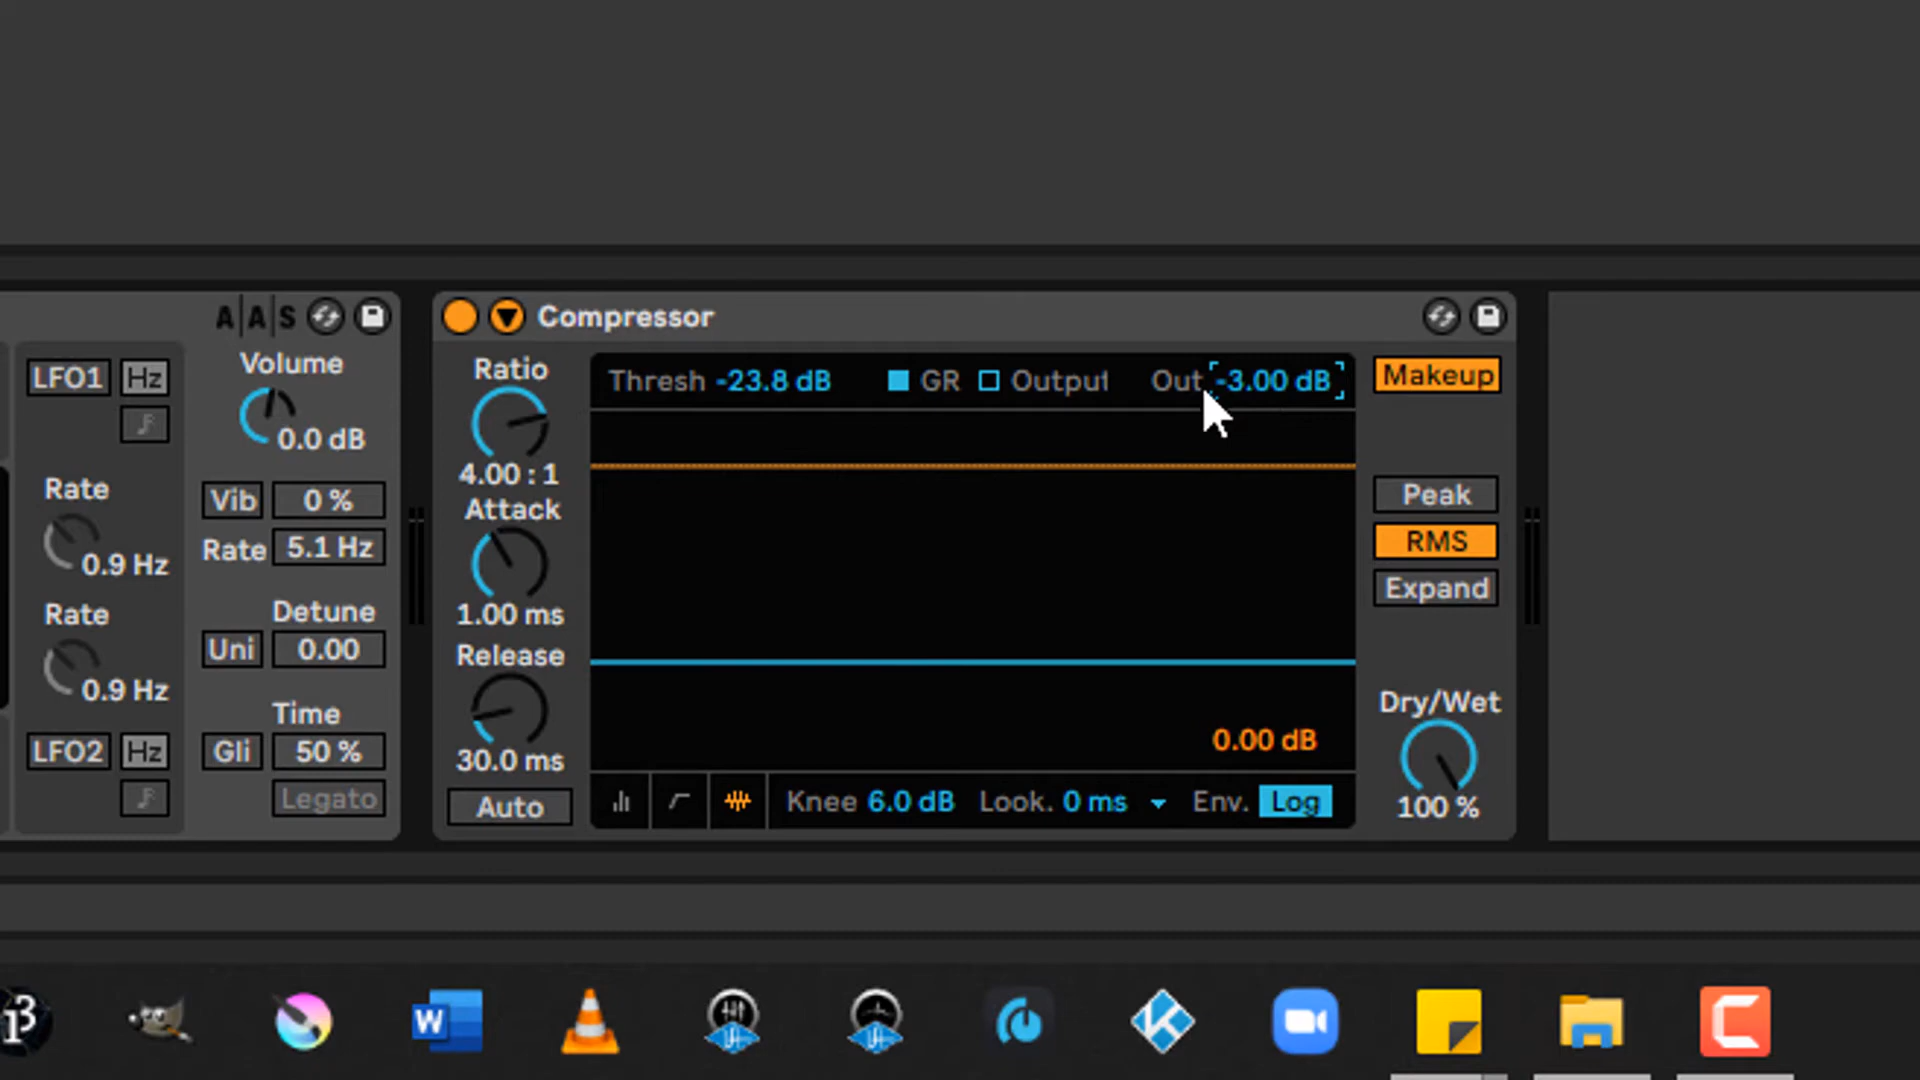 A|A|S
LFO1 Hz
Volume
0.0 dB
Rate
0.9 Hz
Vib 0 %
Rate 5.1 Hz
Rate
0.9 Hz
Detune
Uni 0.00
Time
LFO2 Hz
Gli 50 %
Legato
Compressor
Ratio
4.00 : 1
Attack
1.00 ms
Release
30.0 ms
Auto
Thresh -23.8 dB GR Output Out -3.00 dB
0.00 dB
Knee 6.0 dB Look. 0 ms Env. Log
Makeup
Peak
RMS
Expand
Dry/Wet
100 %
13
W